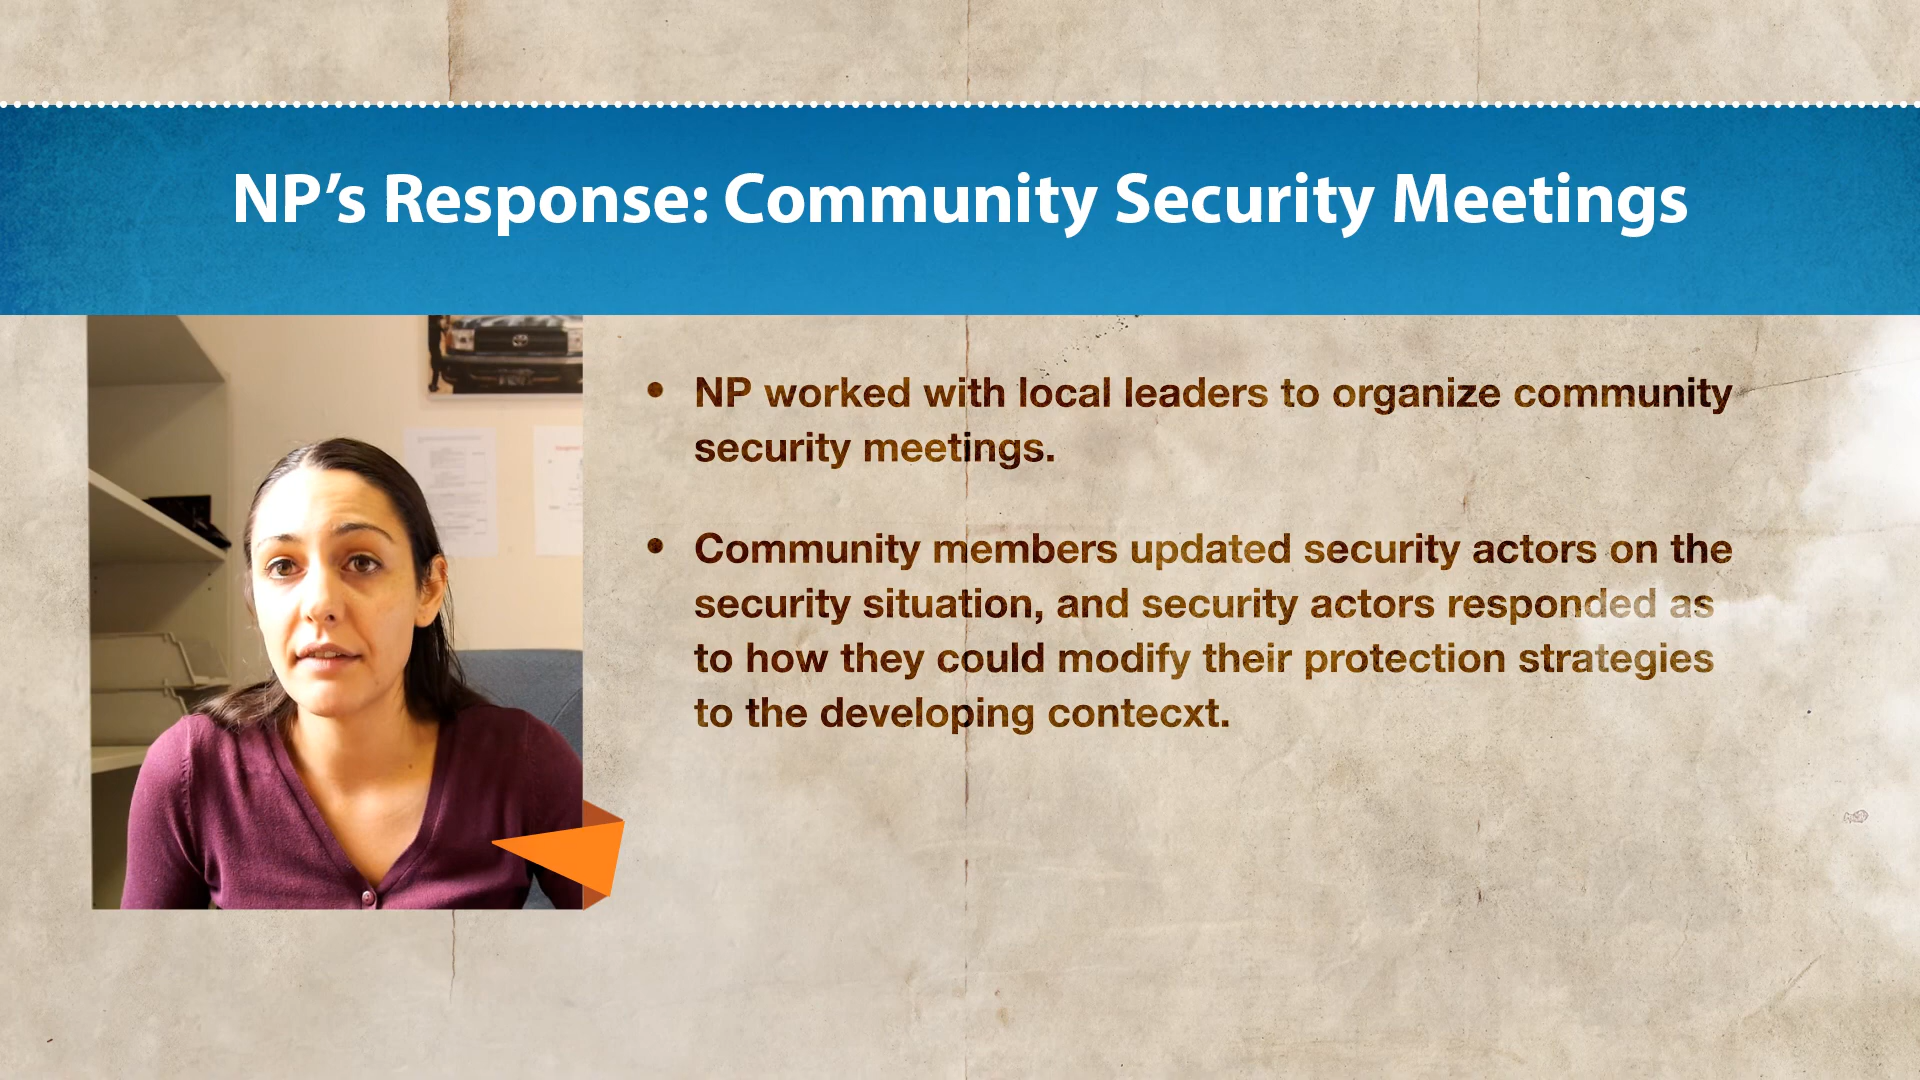 NP’s Response: Community Security Meetings
• NP worked with local leaders to organize community
security meetings.
• Community members updated security actors on the
security situation, and security actors responded as
to how they could modify their protection strategies
to the developing contecxt.